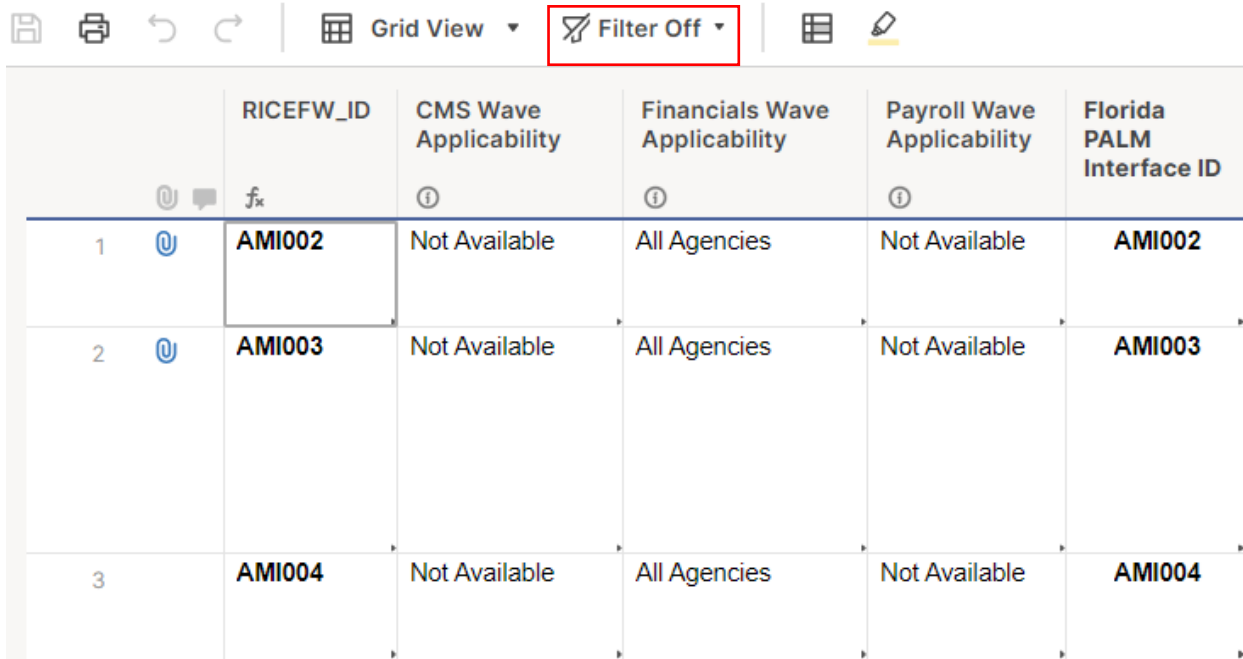 Grid View Filter Off
RICEFW_ID CMS Wave Financials Wave Payroll Wave Florida
Applicability Applicability Applicability PALM
Interface ID
fx
1 AMI002 Not Available All Agencies Not Available AMI002
2 AMI003 Not Available All Agencies Not Available AMI003
3 AMI004 Not Available All Agencies Not Available AMI004